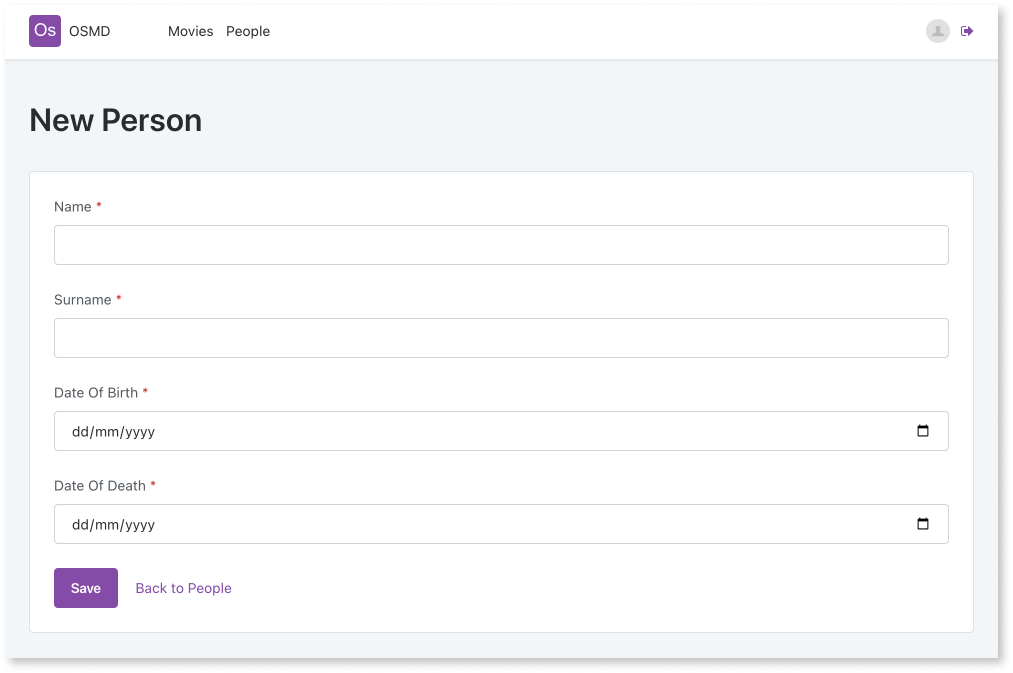 Os OSMD Movies People
New Person
Name *
Surname *
Date Of Birth *
dd/mm/yyyy
Date Of Death *
dd/mm/yyyy
Save Back to People